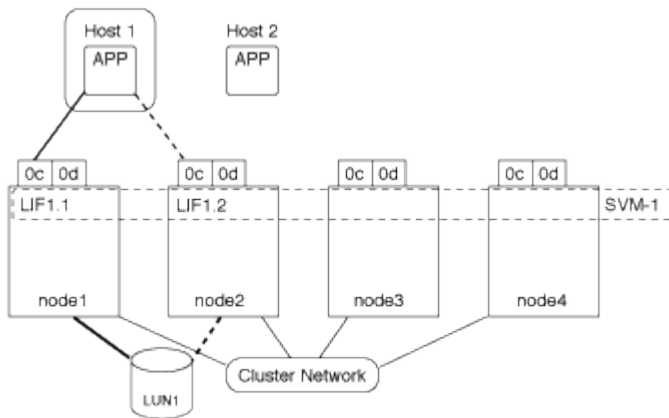 Host 1 Host 2
APP APP
0c 0d 0c 0d 0c 0d 0c 0d
LIF1.1 LIF1.2 SVM-1
node1 node2 node3 node4
Cluster Network
LUN1